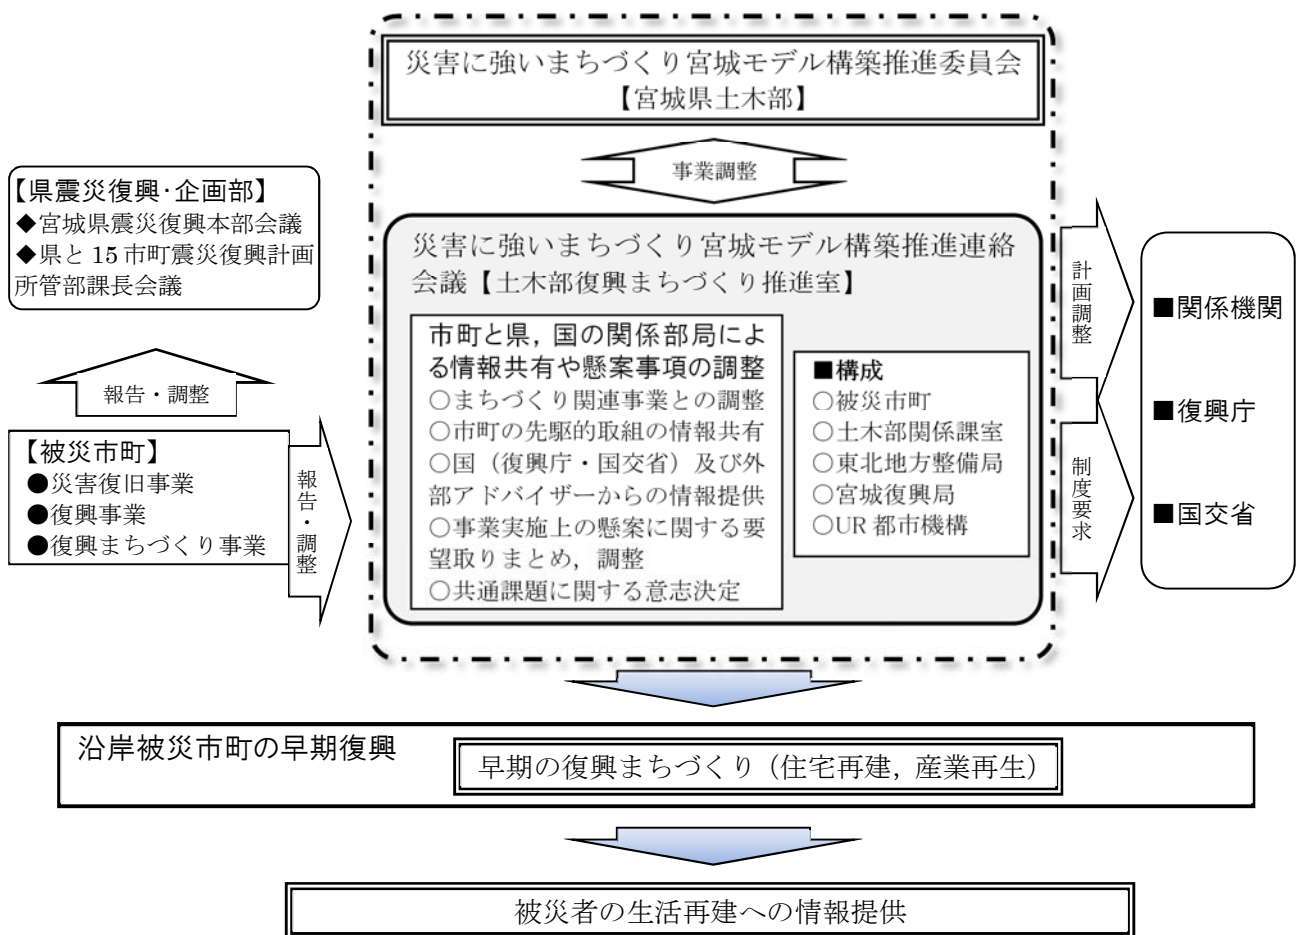 災害に強いまちづくり宮城モデル構築推進委員会
【宮城県土木部】
事業調整
【県震災復興・企画部】
◆宮城県震災復興本部会議
◆県と 15 市町震災復興計画
所管部課長会議
報告・調整
【被災市町】
●災害復旧事業
●復興事業
●復興まちづくり事業
報告・調整
災害に強いまちづくり宮城モデル構築推進連絡
会議【土木部復興まちづくり推進室】
市町と県，国の関係部局によ
る情報共有や懸案事項の調整
○まちづくり関連事業との調整
○市町の先駆的取組の情報共有
○国（復興庁・国交省）及び外
部アドバイザーからの情報提供
○事業実施上の懸案に関する要
望取りまとめ，調整
○共通課題に関する意志決定
■構成
○被災市町
○土木部関係課室
○東北地方整備局
○宮城復興局
○UR 都市機構
計画調整
制度要求
■関係機関
■復興庁
■国交省
沿岸被災市町の早期復興
早期の復興まちづくり（住宅再建，産業再生）
被災者の生活再建への情報提供